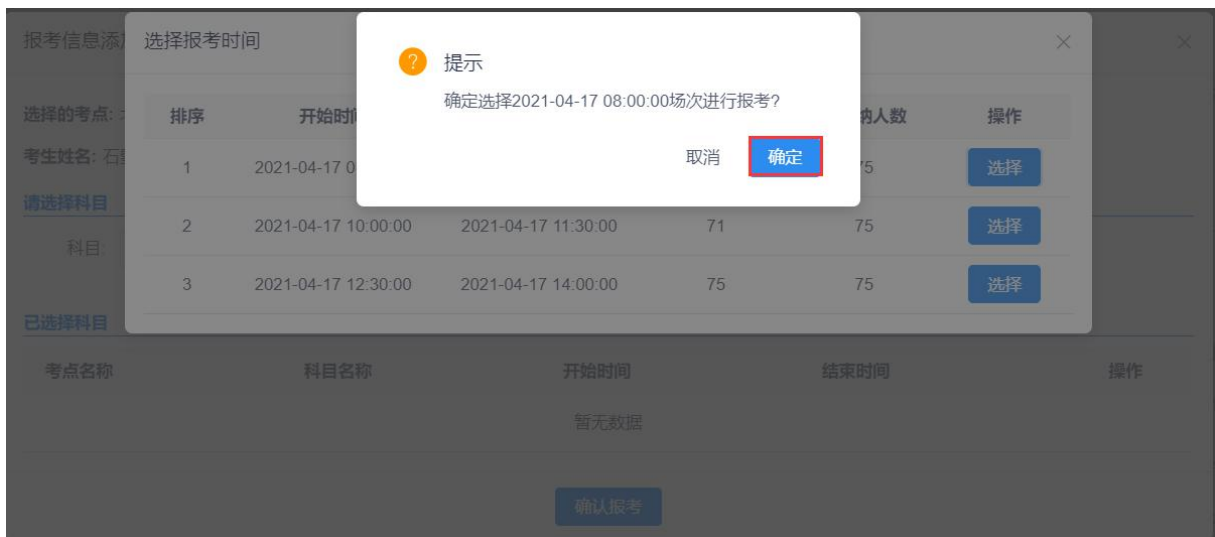 报考信息添
选择报考时间
提示
确定选择2021-04-17 08:00:00场次进行报考?
取消
确定
选择的考点:
考生姓名: 石
请选择科目
科目:
排序 开始时 纳人数 操作
1 2021-04-17 0 75 选择
2 2021-04-17 10:00:00 2021-04-17 11:30:00 71 75 选择
3 2021-04-17 12:30:00 2021-04-17 14:00:00 75 75 选择
已选择科目
考点名称 科目名称 开始时间 结束时间 操作
暂无数据
确认报考